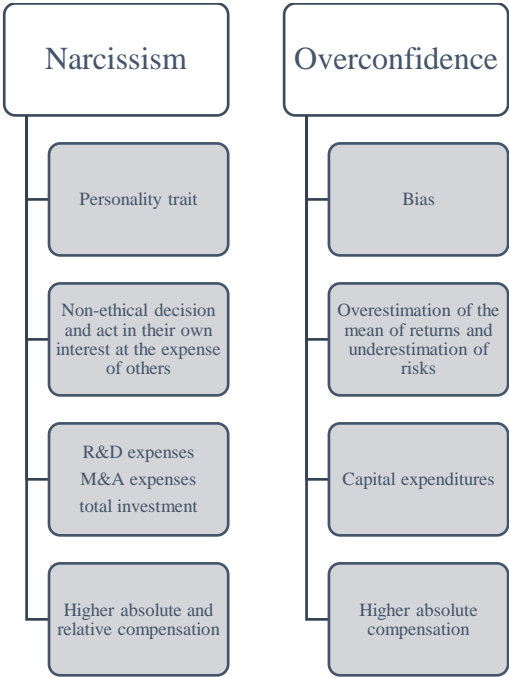 Narcissism
Personality trait
Non-ethical decision
and act in their own
interest at the expense
of others
R&D expenses
M&A expenses
total investment
Higher absolute and
relative compensation
Overconfidence
Bias
Overestimation of the
mean of returns and
underestimation of
risks
Capital expenditures
Higher absolute
compensation